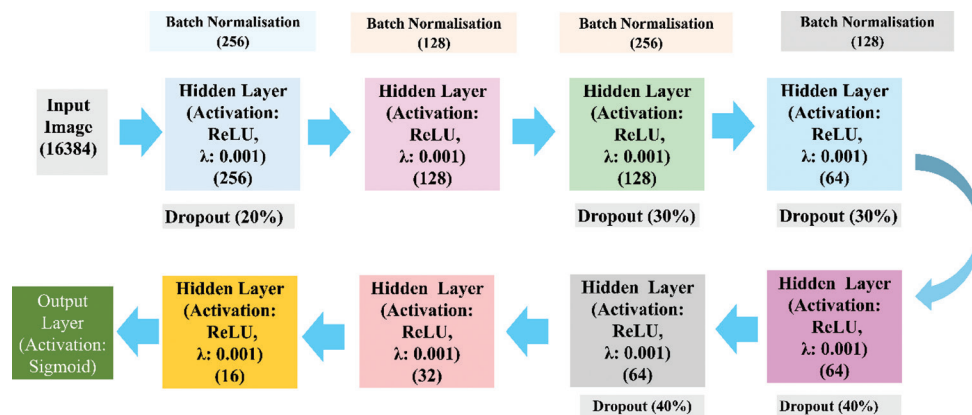 Batch Normalisation
(256)
Batch Normalisation
(128)
Batch Normalisation
(256)
Batch Normalisation
(128)
Input
Image
(16384)
Hidden Layer
(Activation:
ReLU,
λ: 0.001)
(256)
Hidden Layer
(Activation:
ReLU,
λ: 0.001)
(128)
Hidden Layer
(Activation:
ReLU,
λ: 0.001)
(128)
Hidden Layer
(Activation:
ReLU,
λ: 0.001)
(64)
Dropout (20%)
Dropout (30%)
Dropout (30%)
Hidden Layer
(Activation:
ReLU,
λ: 0.001)
(64)
Hidden Layer
(Activation:
ReLU,
λ: 0.001)
(64)
Hidden Layer
(Activation:
ReLU,
λ: 0.001)
(32)
Hidden Layer
(Activation:
ReLU,
λ: 0.001)
(16)
Output
Layer
(Activation:
Sigmoid)
Dropout (40%)
Dropout (40%)